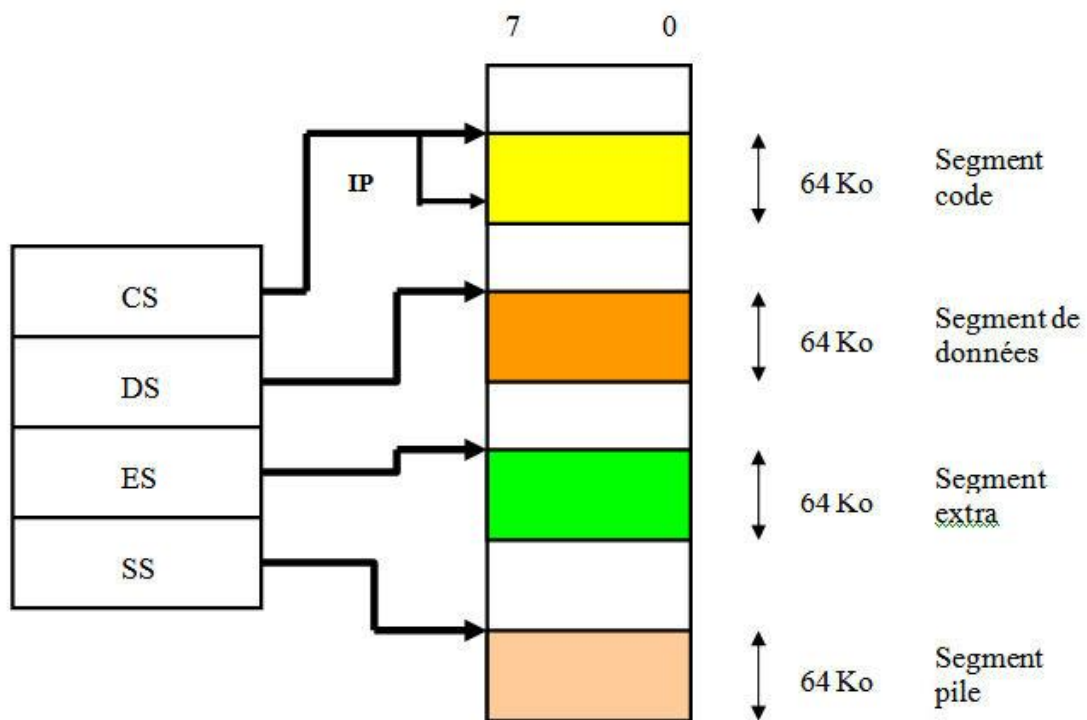 7 0
IP
64 Ko
Segment
code
CS
64 Ko
Segment de
données
DS
ES
64 Ko
Segment
extra
SS
64 Ko
Segment
pile